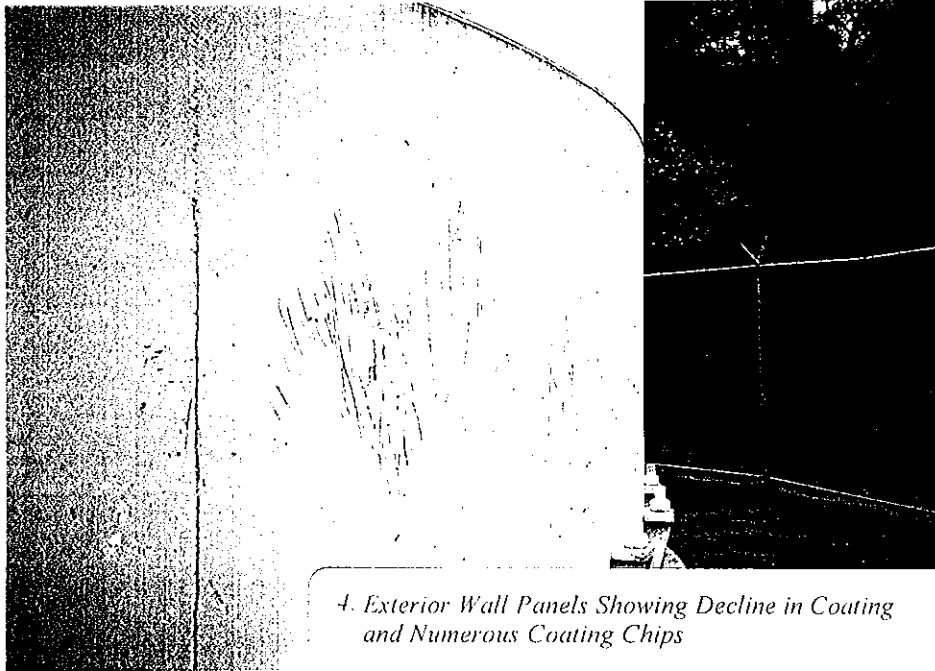 4. Exterior Wall Panels Showing Decline in Coating
and Numerous Coating Chips